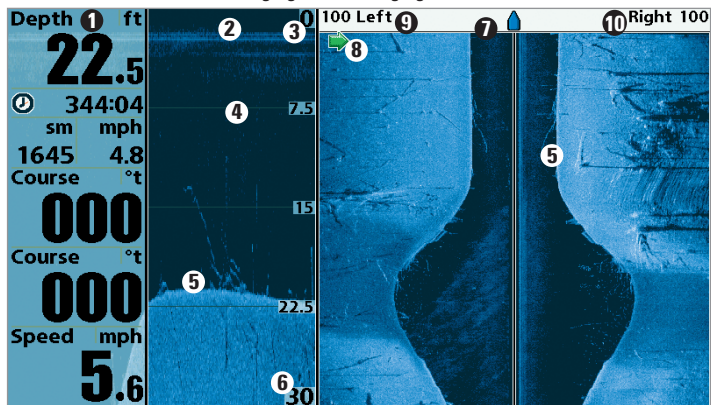 Depth 1 ft
22.5
344:04
sm mph
1645 4.8
Course °t
000
Course °t
000
Speed mph
5.6
2
0
3
4
7.5
15
5
22.5
6
30
100 Left 9
7
10 Right 100
8
5